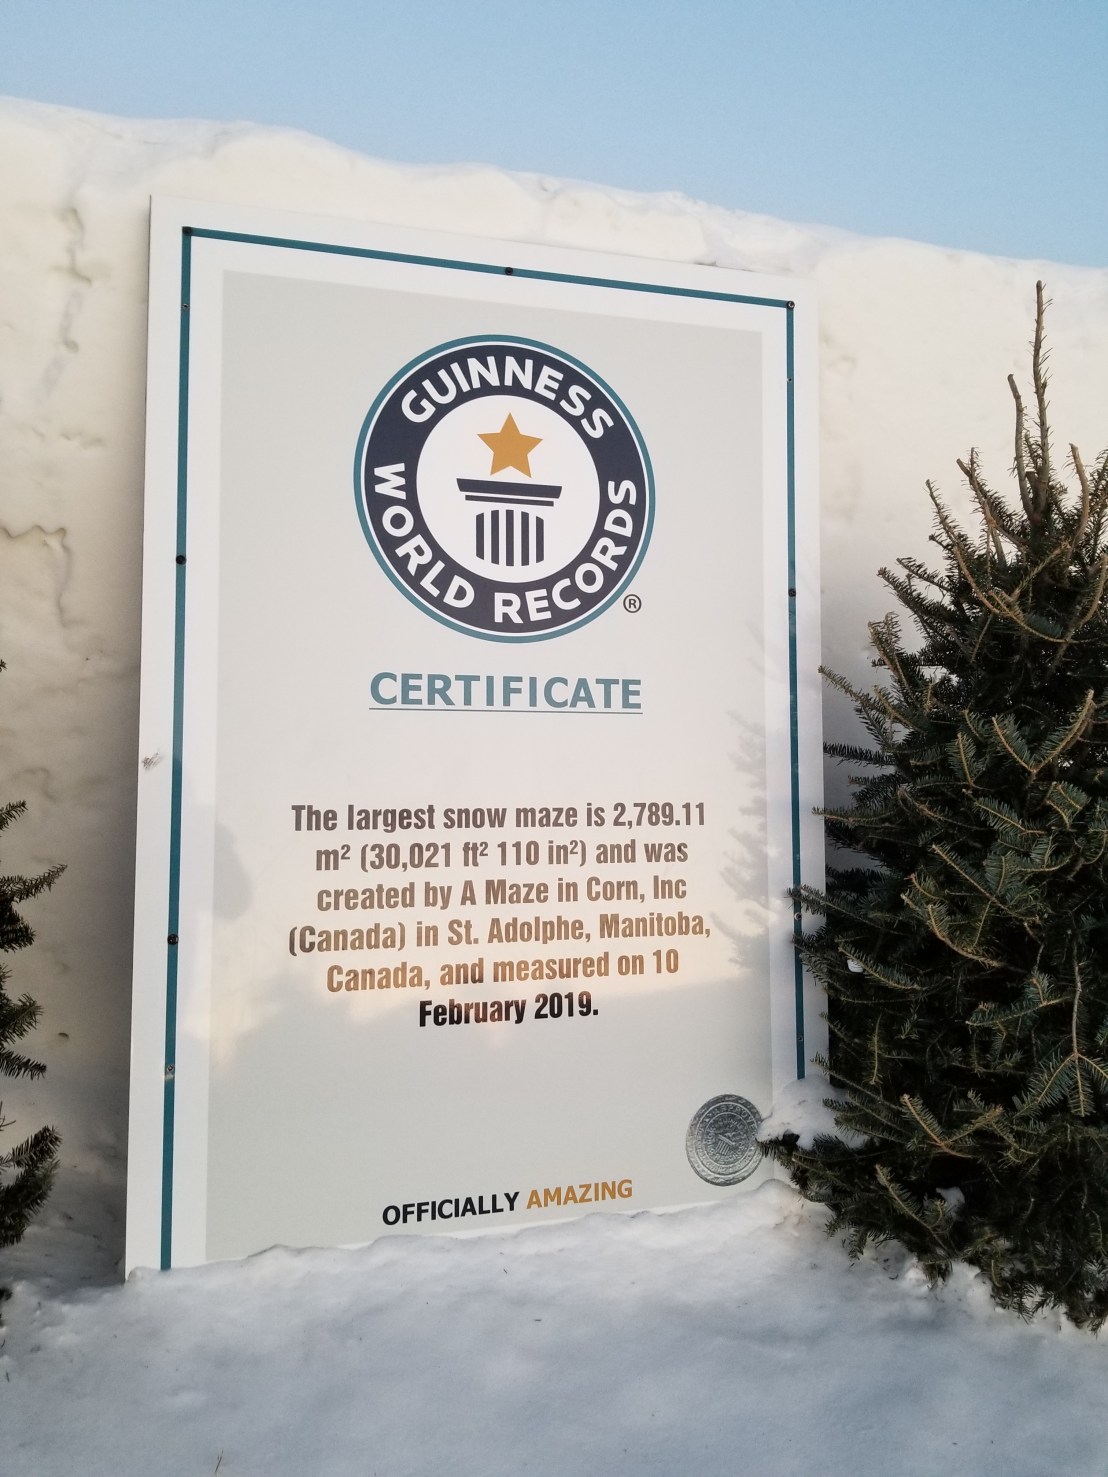 GUINNESS
WORLD RECORDS
®
CERTIFICATE
The largest snow maze is 2,789.11
m² (30,021 ft² 110 in²) and was
created by A Maze in Corn, Inc
(Canada) in St. Adolphe, Manitoba,
Canada, and measured on 10
February 2019.
OFFICIALLY AMAZING